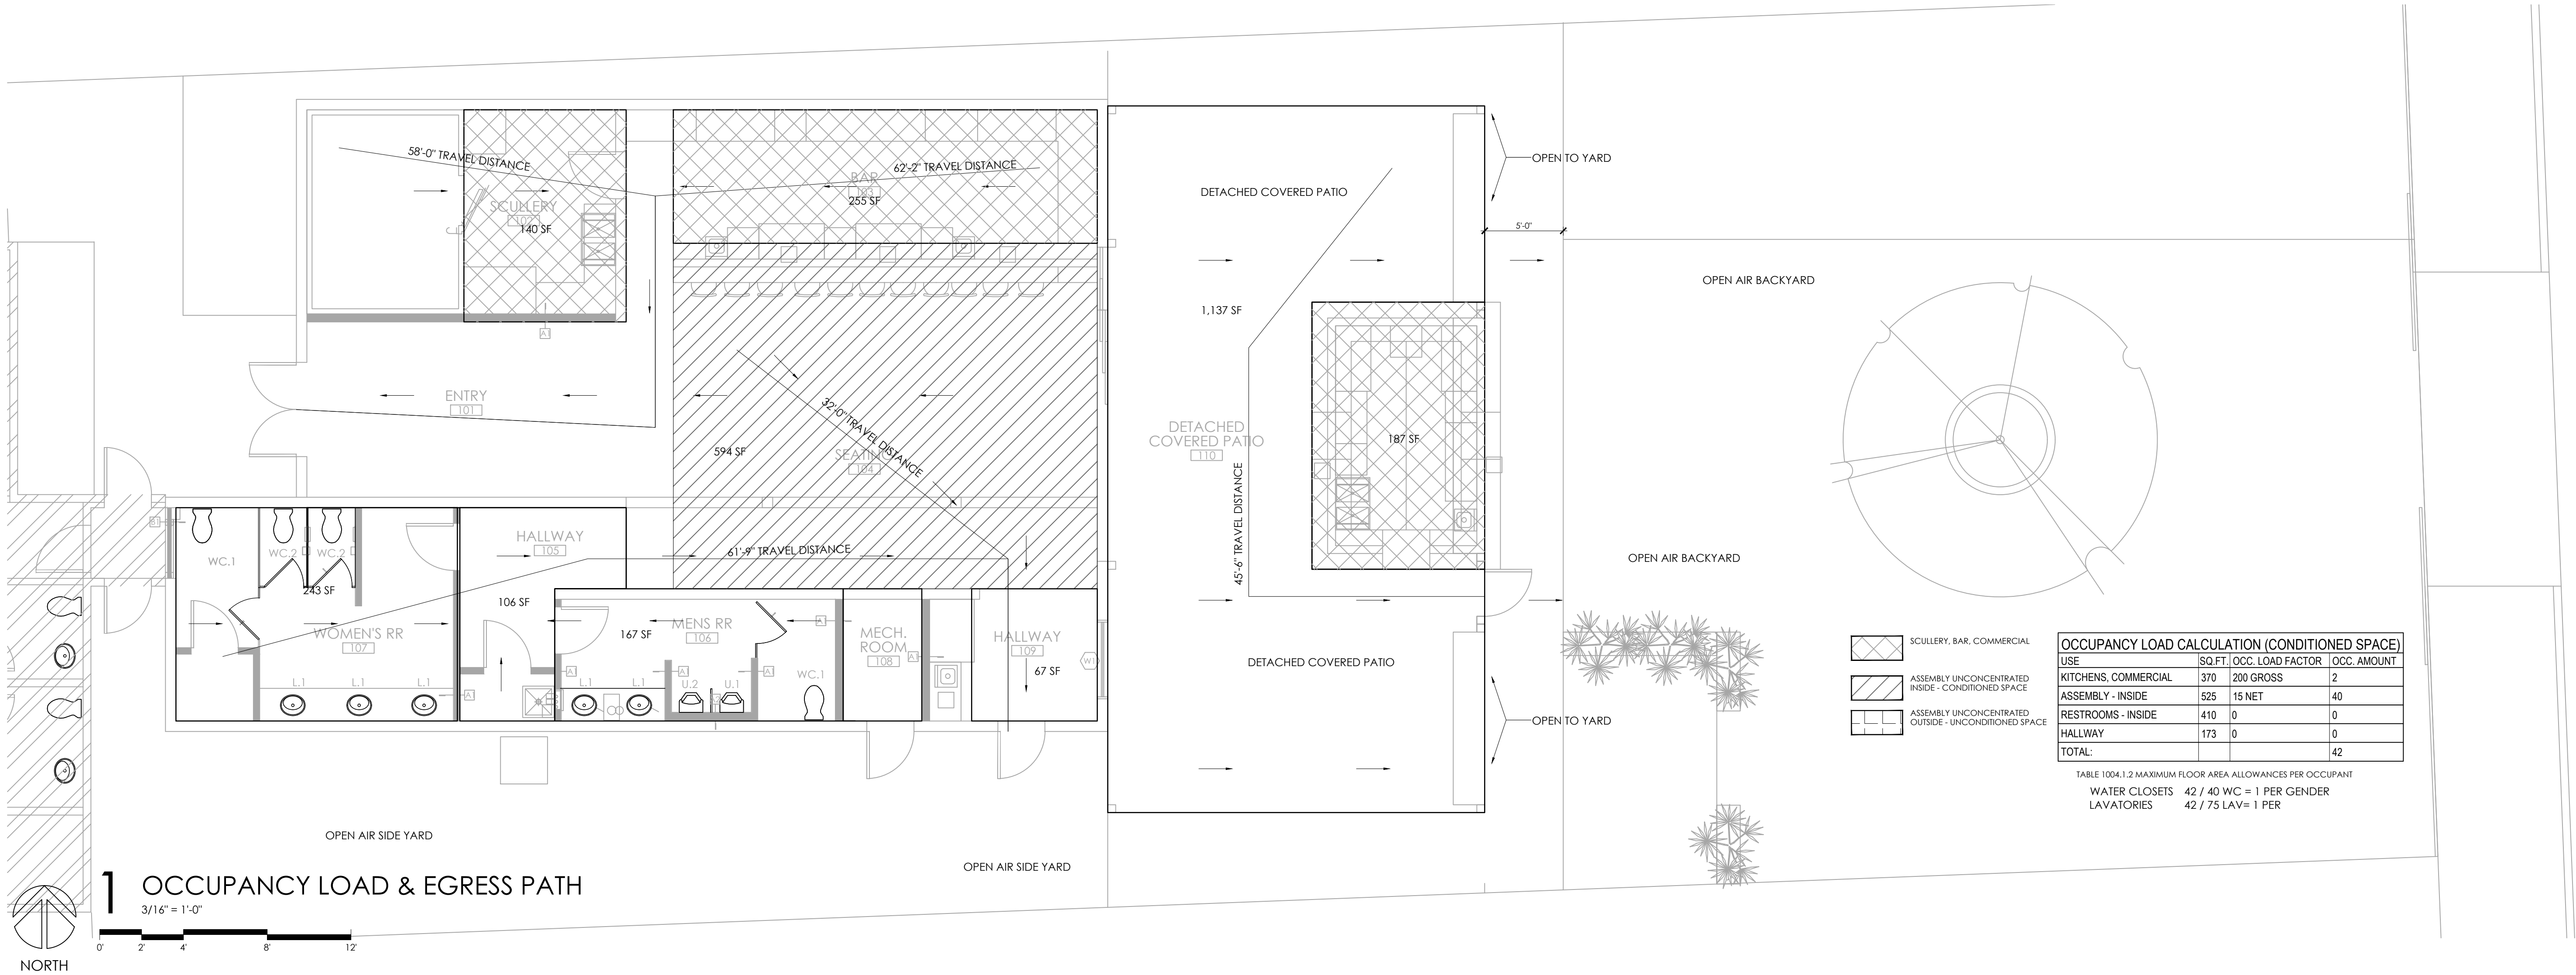 58'-0" TRAVEL DISTANCE
62'-2" TRAVEL DISTANCE
BAR
103
255 SF
SCULLERY
102
140 SF
A1
ENTRY
101
594 SF
32'-0" TRAVEL DISTANCE
SEATING
104
DETACHED COVERED PATIO
1,137 SF
DETACHED
COVERED PATIO
110
187 SF
45'-6" TRAVEL DISTANCE
DETACHED COVERED PATIO
OPEN TO YARD
5'-0"
OPEN AIR BACKYARD
OPEN AIR BACKYARD
OPEN TO YARD
WC.1
WC.2
WC.2
243 SF
WOMEN'S RR
107
L.1
L.1
L.1
A1
HALLWAY
105
106 SF
61'-9" TRAVEL DISTANCE
167 SF
MENS RR
106
A1
A1
A1
A1
L.1
L.1
U.2
U.1
WC.1
MECH.
ROOM
108
A1
HALLWAY
109
67 SF
W1
OPEN AIR SIDE YARD
OPEN AIR SIDE YARD
SCULLERY, BAR, COMMERCIAL
ASSEMBLY UNCONCENTRATED
INSIDE - CONDITIONED SPACE
ASSEMBLY UNCONCENTRATED
OUTSIDE - UNCONDITIONED SPACE
OCCUPANCY LOAD CALCULATION (CONDITIONED SPACE)
USE SQ.FT. OCC. LOAD FACTOR OCC. AMOUNT
KITCHENS, COMMERCIAL 370 200 GROSS 2
ASSEMBLY - INSIDE 525 15 NET 40
RESTROOMS - INSIDE 410 0 0
HALLWAY 173 0 0
TOTAL: 42
TABLE 1004.1.2 MAXIMUM FLOOR AREA ALLOWANCES PER OCCUPANT
WATER CLOSETS 42 / 40 WC = 1 PER GENDER
LAVATORIES 42 / 75 LAV= 1 PER
1 OCCUPANCY LOAD & EGRESS PATH
3/16" = 1'-0"
0' 2' 4' 8' 12'
NORTH